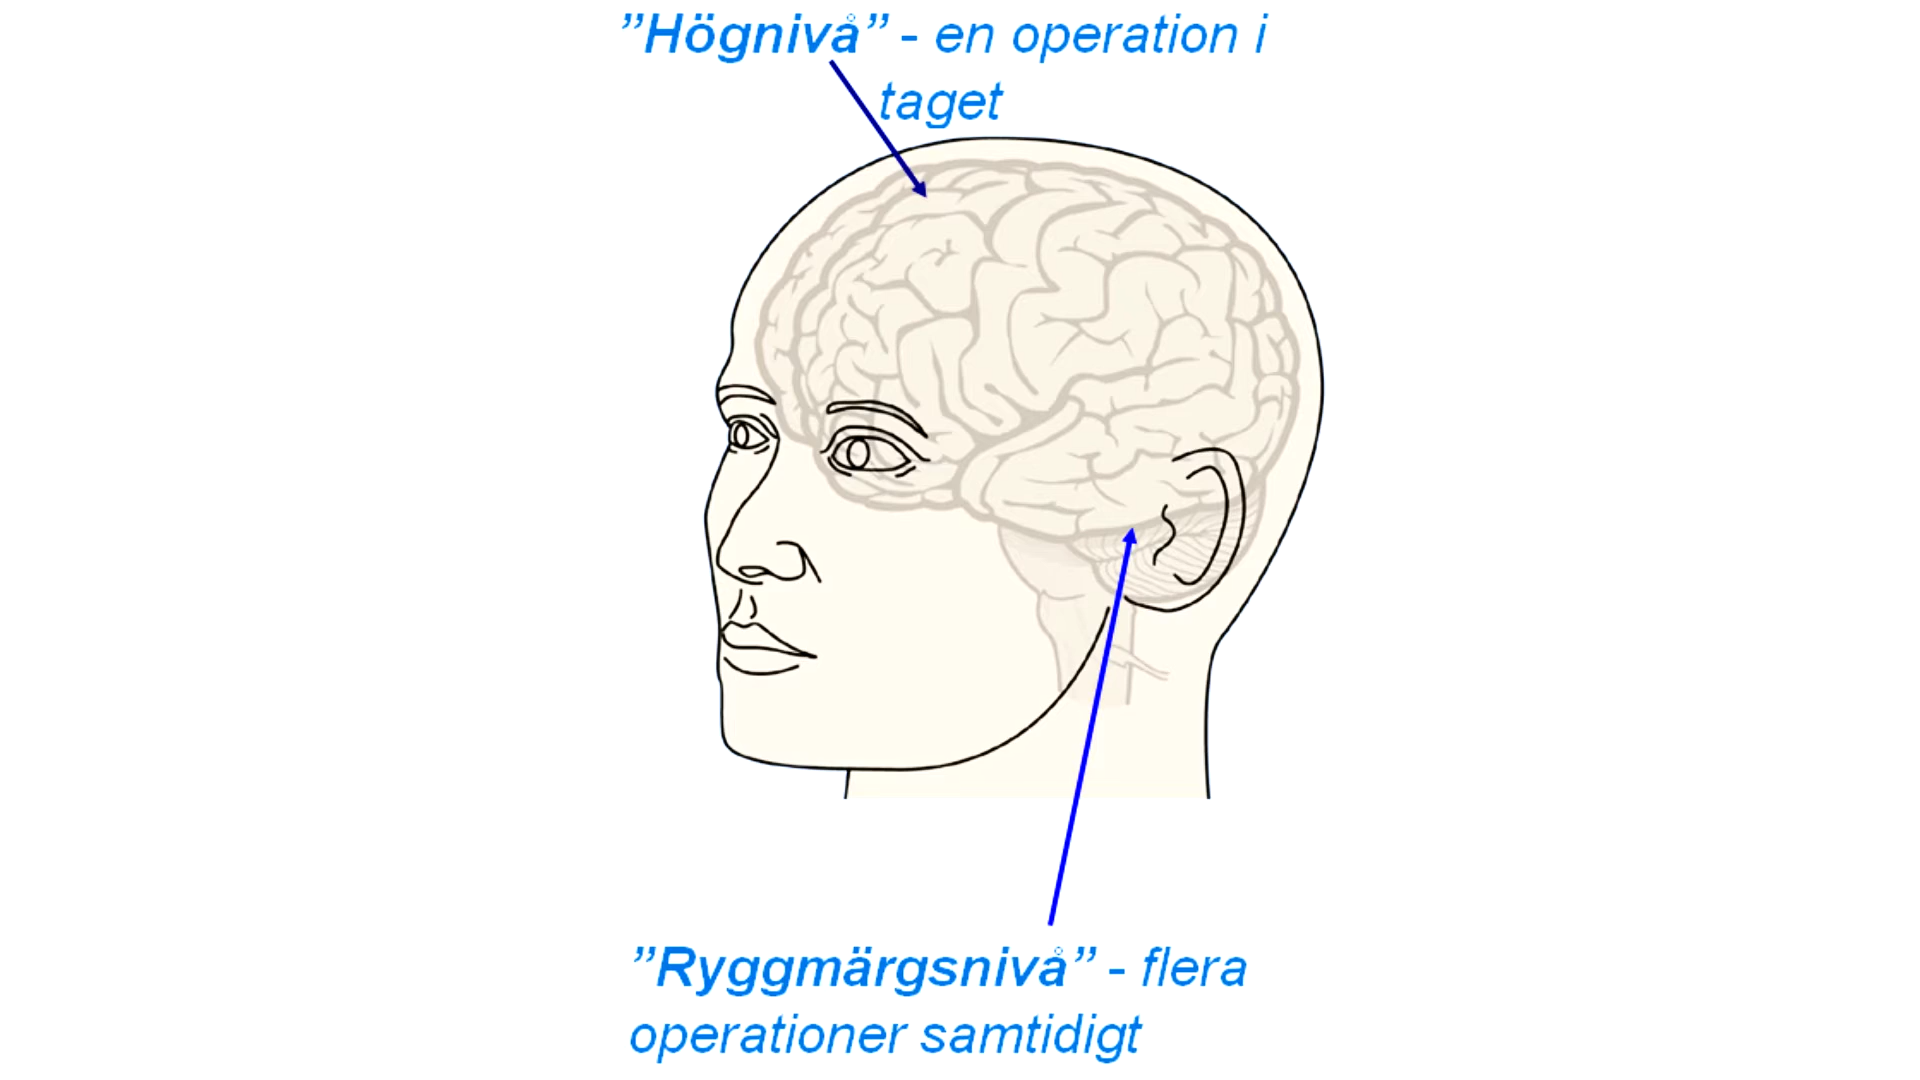 ”Högnivå” - en operation i
taget
”Ryggmärgsnivå” - flera
operationer samtidigt